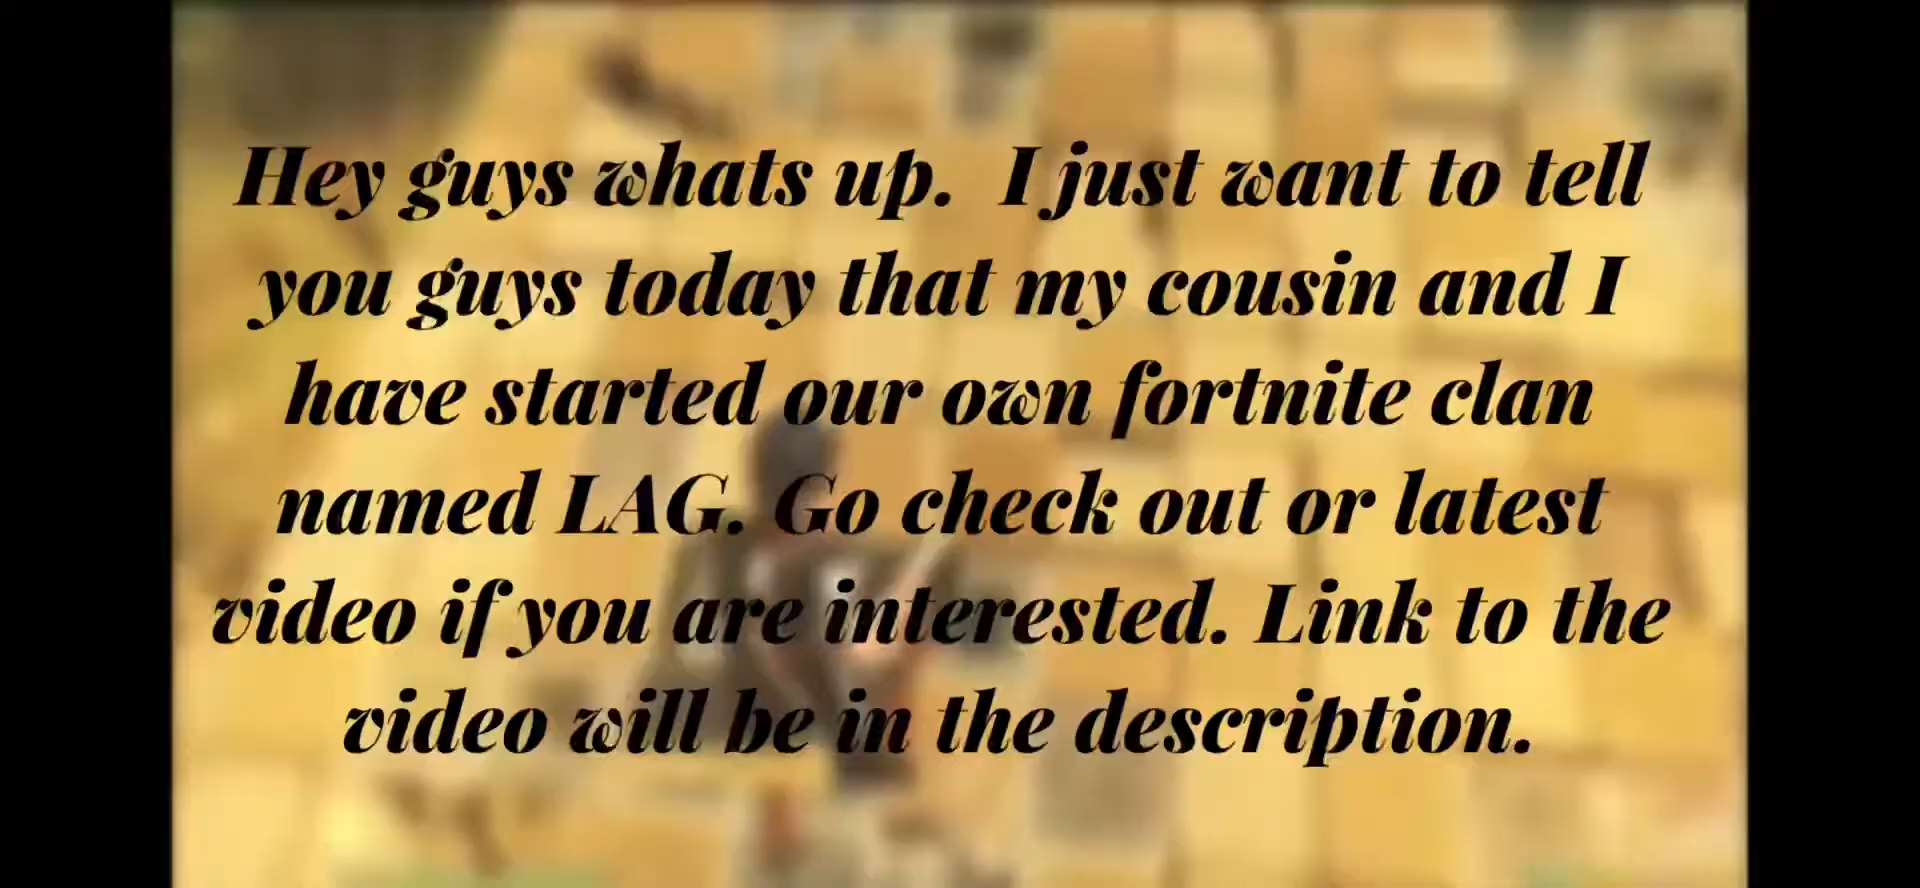 Hey guys whats up.  I just want to tell
you guys today that my cousin and I
have started our own fortnite clan
named LAG. Go check out or latest
video if you are interested. Link to the
video will be in the description.